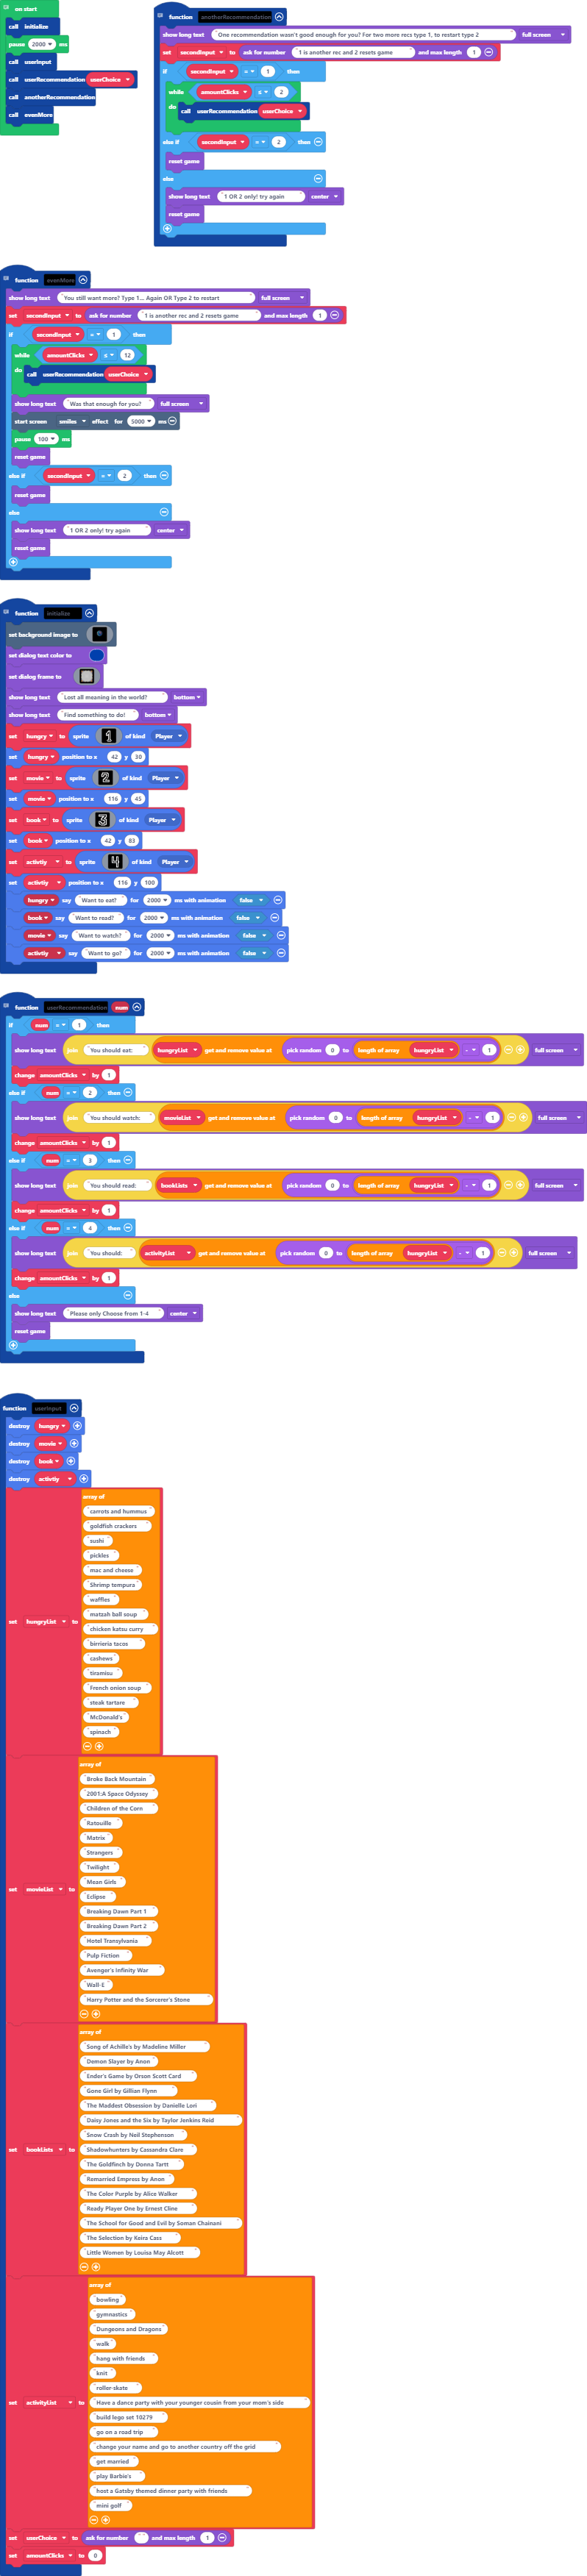 on start
call initialize
pause 2000 ms
call userInput
call userRecommendation userChoice
call anotherRecommendation
call evenMore
function anotherRecommendation
show long text "One recommendation wasn't good enough for you? For two more recs type 1, to restart type 2" full screen
set secondInput to ask for number "1 is another rec and 2 resets game" and max length 1
if secondInput = 1 then
while amountClicks ≤ 2
do call userRecommendation userChoice
else if secondInput = 2 then
reset game
else
show long text "1 OR 2 only! try again" center
reset game
function evenMore
show long text "You still want more? Type 1... Again OR Type 2 to restart" full screen
set secondInput to ask for number "1 is another rec and 2 resets game" and max length 1
if secondInput = 1 then
while amountClicks ≤ 12
do call userRecommendation userChoice
show long text "Was that enough for you?" full screen
start screen smiles effect for 5000 ms
pause 100 ms
reset game
else if secondInput = 2 then
reset game
else
show long text "1 OR 2 only! try again" center
reset game
function initialize
set background image to
set dialog text color to
set dialog frame to
show long text "Lost all meaning in the world?" bottom
show long text "Find something to do!" bottom
set hungry to sprite 1 of kind Player
set hungry position to x 42 y 30
set movie to sprite 2 of kind Player
set movie position to x 116 y 45
set book to sprite 3 of kind Player
set book position to x 42 y 83
set activtiy to sprite 4 of kind Player
set activtiy position to x 116 y 100
hungry say "Want to eat?" for 2000 ms with animation false
book say "Want to read?" for 2000 ms with animation false
movie say "Want to watch?" for 2000 ms with animation false
activtiy say "Want to go?" for 2000 ms with animation false
function userRecommendation num
if num = 1 then
show long text join "You should eat:" hungryList get and remove value at pick random 0 to length of array hungryList - 1 full screen
change amountClicks by 1
else if num = 2 then
show long text join "You should watch:" movieList get and remove value at pick random 0 to length of array hungryList - 1 full screen
change amountClicks by 1
else if num = 3 then
show long text join "You should read:" bookLists get and remove value at pick random 0 to length of array hungryList - 1 full screen
change amountClicks by 1
else if num = 4 then
show long text join "You should:" activityList get and remove value at pick random 0 to length of array hungryList - 1 full screen
change amountClicks by 1
else
show long text "Please only Choose from 1-4" center
reset game
function userInput
destroy hungry
destroy movie
destroy book
destroy activtiy
set hungryList to array of
"carrots and hummus"
"goldfish crackers"
"sushi"
"pickles"
"mac and cheese"
"Shrimp tempura"
"waffles"
"matzah ball soup"
"chicken katsu curry"
"birrieria tacos"
"cashews"
"tiramisu"
"French onion soup"
"steak tartare"
"McDonald's"
"spinach"
set movieList to array of
"Broke Back Mountain"
"2001:A Space Odyssey"
"Children of the Corn"
"Ratouille"
"Matrix"
"Strangers"
"Twilight"
"Mean Girls"
"Eclipse"
"Breaking Dawn Part 1"
"Breaking Dawn Part 2"
"Hotel Transylvania"
"Pulp Fiction"
"Avenger's Infinity War"
"Wall-E"
"Harry Potter and the Sorcerer's Stone"
set bookLists to array of
"Song of Achille's by Madeline Miller"
"Demon Slayer by Anon"
"Ender's Game by Orson Scott Card"
"Gone Girl by Gillian Flynn"
"The Maddest Obsession by Danielle Lori"
"Daisy Jones and the Six by Taylor Jenkins Reid"
"Snow Crash by Neil Stephenson"
"Shadowhunters by Cassandra Clare"
"The Goldfinch by Donna Tartt"
"Remarried Empress by Anon"
"The Color Purple by Alice Walker"
"Ready Player One by Ernest Cline"
"The School for Good and Evil by Soman Chainani"
"The Selection by Keira Cass"
"Little Women by Louisa May Alcott"
set activityList to array of
"bowling"
"gymnastics"
"Dungeons and Dragons"
"walk"
"hang with friends"
"knit"
"roller-skate"
"Have a dance party with your younger cousin from your mom's side"
"build lego set 10279"
"go on a road trip"
"change your name and go to another country off the grid"
"get married"
"play Barbie's"
"host a Gatsby themed dinner party with friends"
"mini golf"
set userChoice to ask for number "" and max length 1
set amountClicks to 0